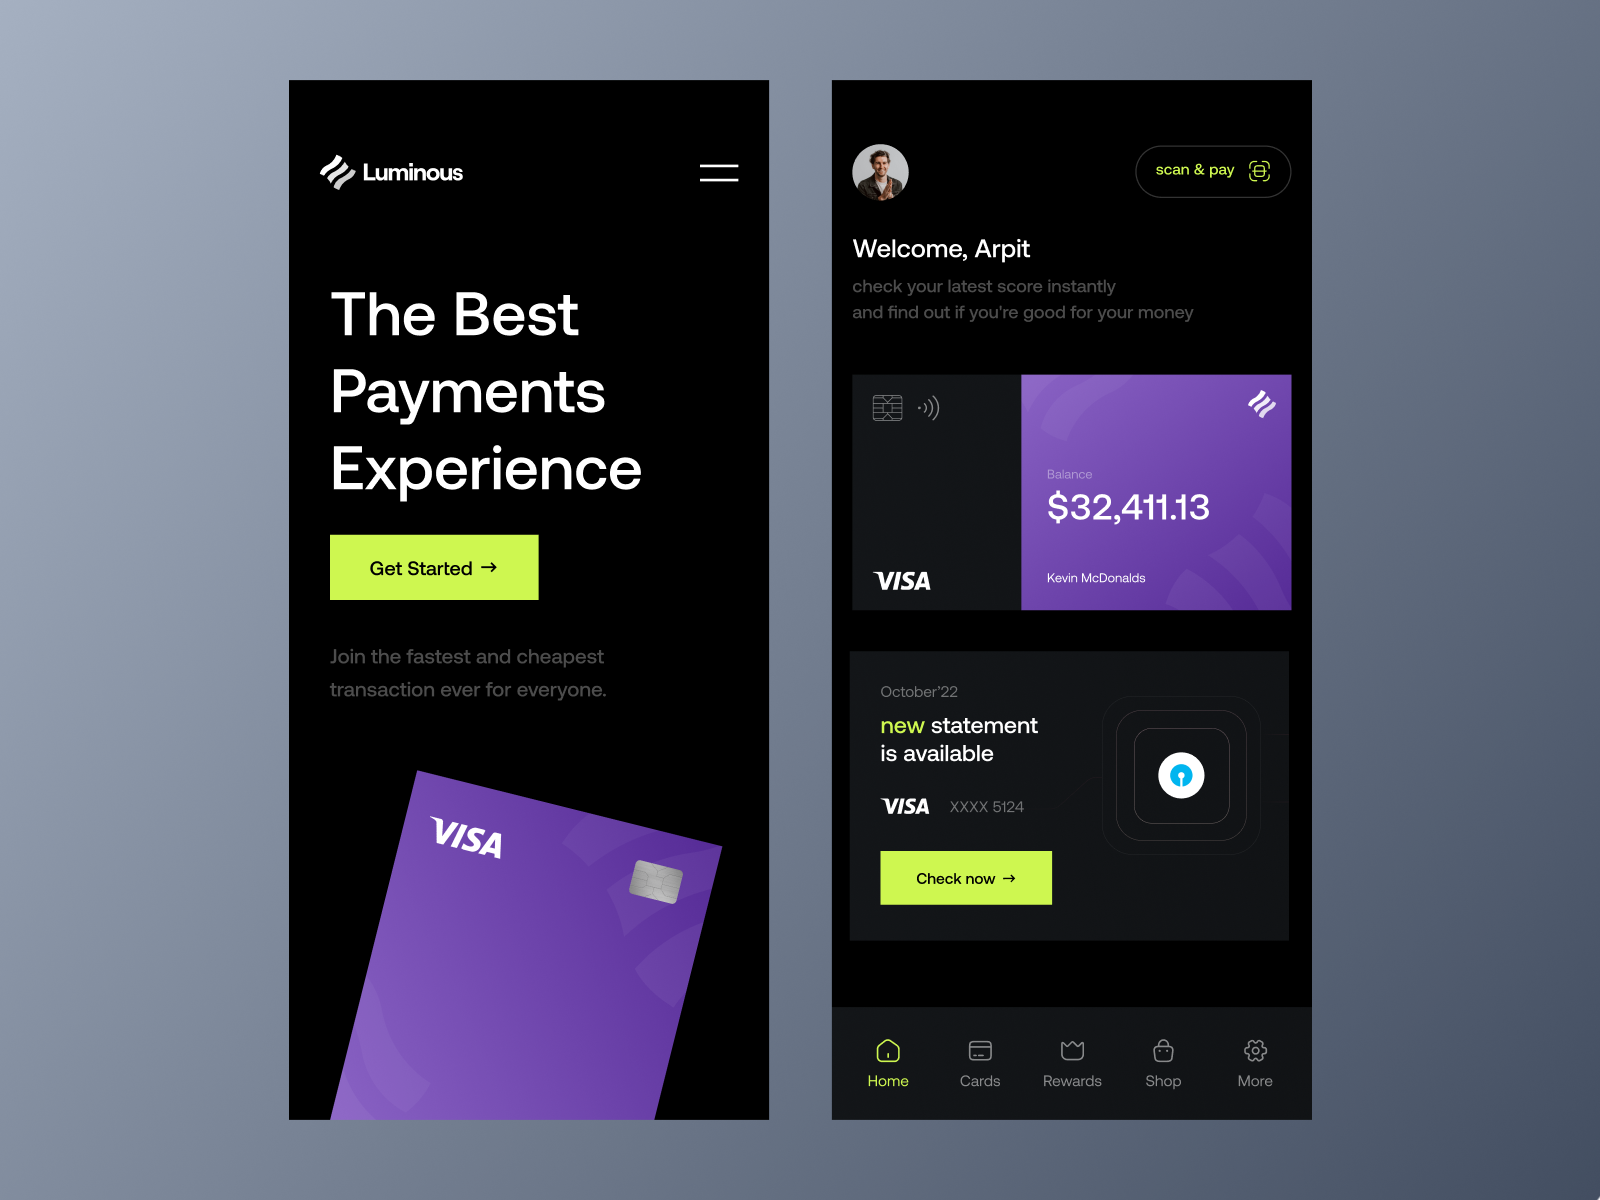 Luminous
The Best
Payments
Experience
Get Started →
Join the fastest and cheapest
transaction ever for everyone.
VISA
scan & pay
Welcome, Arpit
check your latest score instantly
and find out if you're good for your money
Balance
$32,411.13
VISA
Kevin McDonalds
October’22
new statement
is available
VISA XXXX 5124
Check now →
Home Cards Rewards Shop More